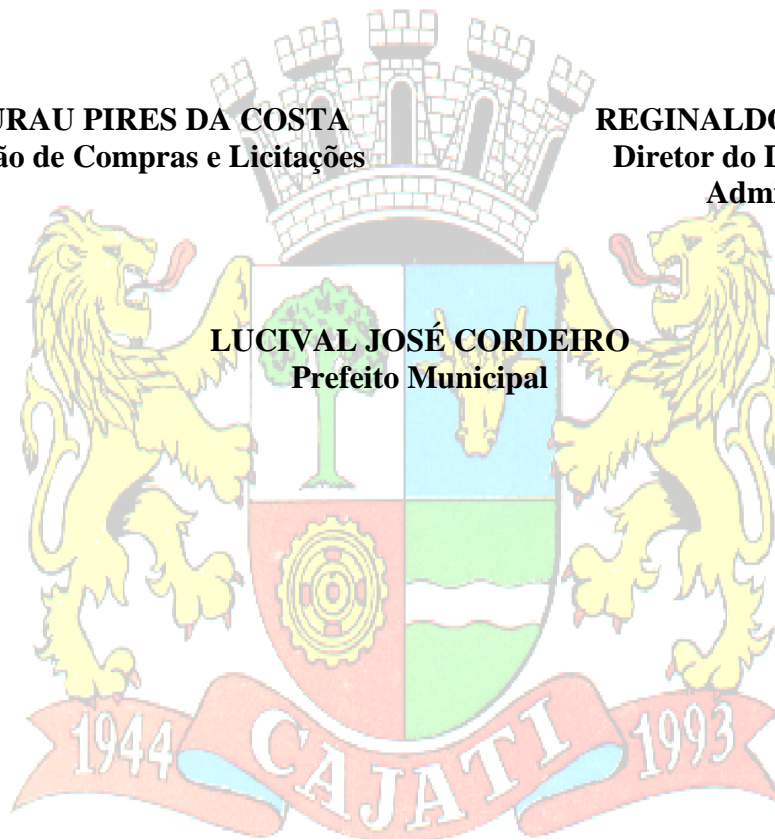 URAU PIRES DA COSTA REGINALDO
ão de Compras e Licitações Diretor do
Admi
LUCIVAL JOSÉ CORDEIRO
Prefeito Municipal
1944 CAJATI 1993